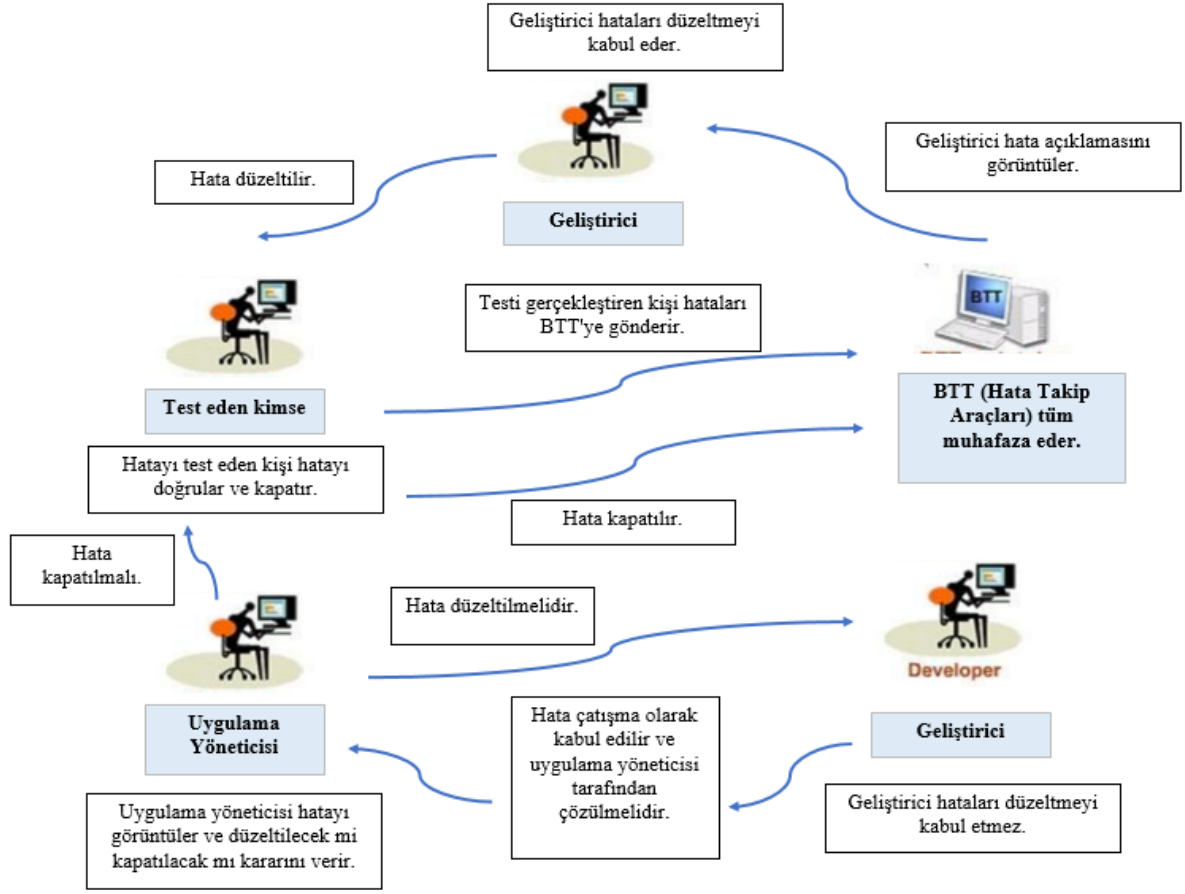 Geliştirici hataları düzeltmeyi
kabul eder.
Geliştirici hata açıklamasını
görüntüler.
Hata düzeltilir.
Geliştirici
Testi gerçekleştiren kişi hataları
BTT'ye gönderir.
BTT
Test eden kimse
BTT (Hata Takip
Araçları) tüm
muhafaza eder.
Hatayı test eden kişi hatayı
doğrular ve kapatır.
Hata kapatılır.
Hata
kapatılmalı.
Hata düzeltilmelidir.
Developer
Uygulama
Yöneticisi
Hata çatışma olarak
kabul edilir ve
uygulama yöneticisi
tarafından
çözülmelidir.
Geliştirici
Uygulama yöneticisi hatayı
görüntüler ve düzeltilecek mi
kapatılacak mı kararını verir.
Geliştirici hataları düzeltmeyi
kabul etmez.